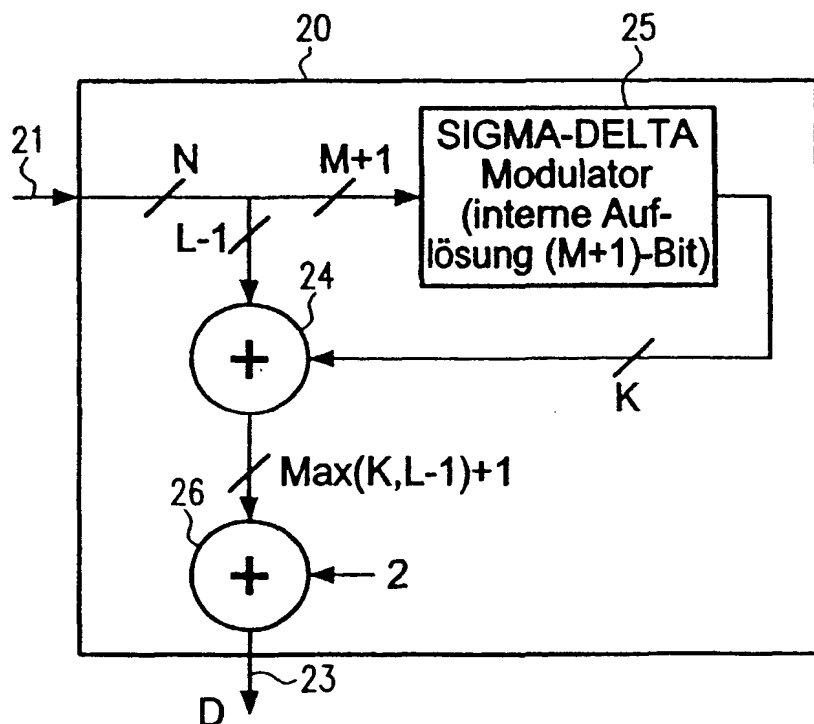 20
25
21
N
M+1
SIGMA-DELTA
Modulator
(interne Auf-
lösung (M+1)-Bit)
L-1
24
+
K
Max(K,L-1)+1
26
+
2
23
D